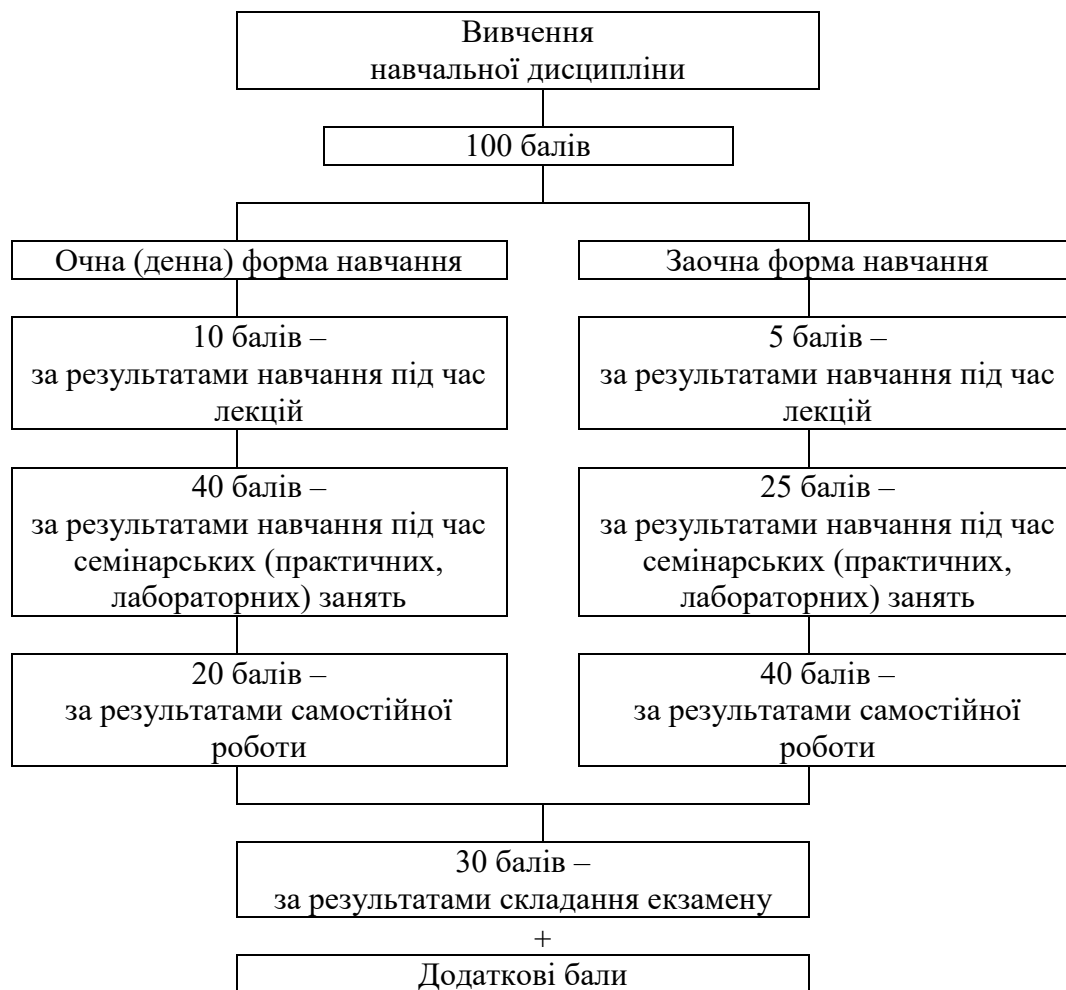 Вивчення
навчальної дисципліни
100 балів
Очна (денна) форма навчання
Заочна форма навчання
10 балів –
за результатами навчання під час
лекцій
5 балів –
за результатами навчання під час
лекцій
40 балів –
за результатами навчання під час
семінарських (практичних,
лабораторних) занять
25 балів –
за результатами навчання під час
семінарських (практичних,
лабораторних) занять
20 балів –
за результатами самостійної
роботи
40 балів –
за результатами самостійної
роботи
30 балів –
за результатами складання екзамену
+
Додаткові бали